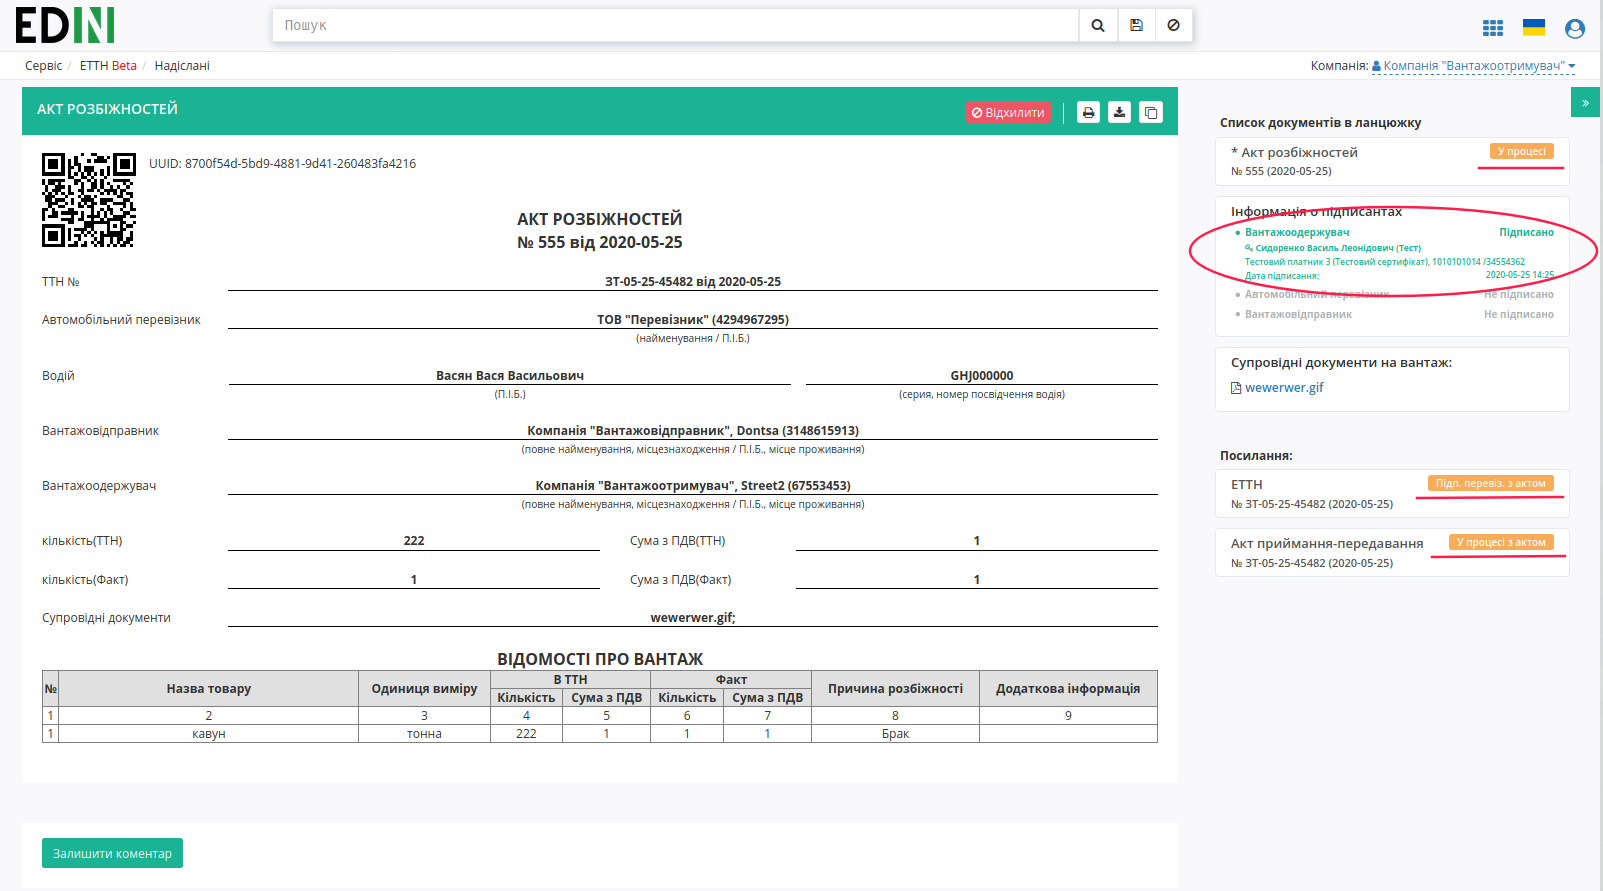 EDIN
Пошук
Сервіс / ЕТТН Beta / Надіслані
Компанія: Компанія "Вантажоотримувач"
АКТ РОЗБІЖНОСТЕЙ
Відхилити
UUID: 8700f54d-5bd9-4881-9d41-260483fa4216
АКТ РОЗБІЖНОСТЕЙ
№ 555 від 2020-05-25
ТТН № ЗТ-05-25-45482 від 2020-05-25
Автомобільний перевізник ТОВ "Перевізник" (4294967295)
(найменування / П.І.Б.)
Водій Васян Вася Васильович GHJ000000
(П.І.Б.) (серия, номер посвідчення водія)
Вантажовідправник Компанія "Вантажовідправник", Dontsa (3148615913)
(повне найменування, місцезнаходження / П.І.Б., місце проживання)
Вантажоодержувач Компанія "Вантажоотримувач", Street2 (67553453)
(повне найменування, місцезнаходження / П.І.Б., місце проживання)
кількість(ТТН) 222 Сума з ПДВ(ТТН) 1
кількість(Факт) 1 Сума з ПДВ(Факт) 1
Супровідні документи wewerwer.gif;
ВІДОМОСТІ ПРО ВАНТАЖ
№ Назва товару Одиниця виміру В ТТН Факт Причина розбіжності Додаткова інформація
Кількість Сума з ПДВ Кількість Сума з ПДВ
1 2 3 4 5 6 7 8 9
1 кавун тонна 222 1 1 1 Брак
Залишити коментар
»
Список документів в ланцюжку
* Акт розбіжностей У процесі
№ 555 (2020-05-25)
Інформація о підписантах
Вантажоодержувач Підписано
Сидоренко Василь Леонідович (Тест)
Тестовий платник 3 (Тестовий сертифікат), 1010101014 /34554362
Дата підписання: 2020-05-25 14:25
Автомобільний перевізник Не підписано
Вантажовідправник Не підписано
Супровідні документи на вантаж:
wewerwer.gif
Посилання:
ЕТТН Підп. перевіз. з актом
№ ЗТ-05-25-45482 (2020-05-25)
Акт приймання-передавання У процесі з актом
№ ЗТ-05-25-45482 (2020-05-25)